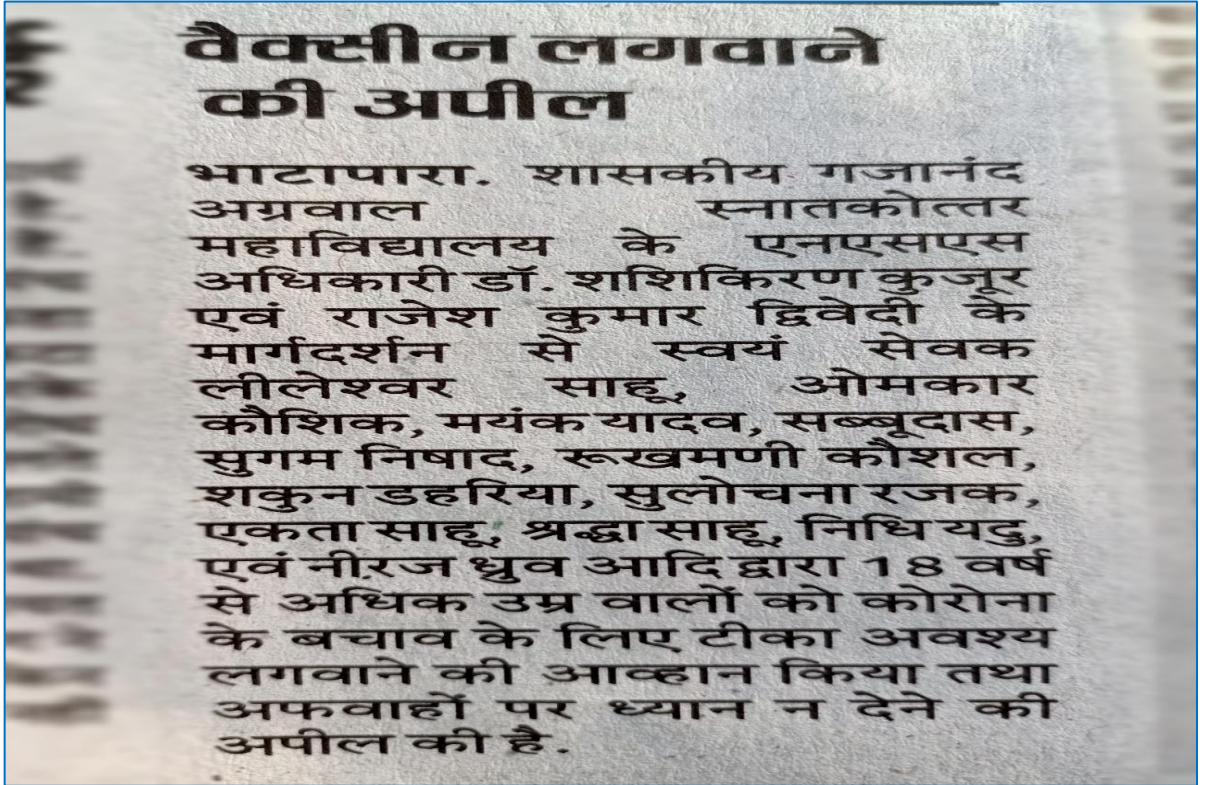 वैक्सीन लगवाने
की अपील
भाटापारा. शासकीय गजानंद
अग्रवाल स्नातकोत्तर
महाविद्यालय के एनएसएस
अधिकारी डॉ. शशिकिरण कुजूर
एवं राजेश कुमार द्विवेदी के
मार्गदर्शन से स्वयं सेवक
लीलेश्वर साहू, ओमकार
कौशिक, मयंक यादव, सब्बूदास,
सुगम निषाद, रूखमणी कौशल,
शकुन डहरिया, सुलोचना रजक,
एकता साहू, श्रद्धा साहू, निधि यदु,
एवं नीरज ध्रुव आदि द्वारा 18 वर्ष
से अधिक उम्र वालों को कोरोना
के बचाव के लिए टीका अवश्य
लगवाने की आव्हान किया तथा
अफवाहों पर ध्यान न देने की
अपील की है.